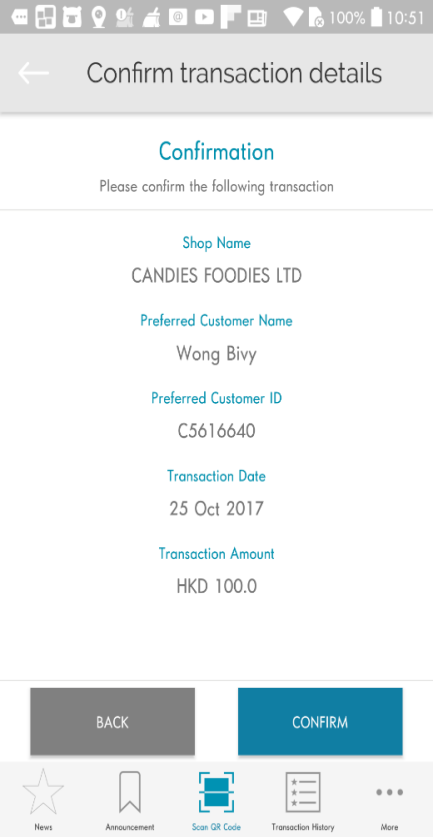 100% 10:51
Confirm transaction details
Confirmation
Please confirm the following transaction
Shop Name
CANDIES FOODIES LTD
Preferred Customer Name
Wong Bivy
Preferred Customer ID
C5616640
Transaction Date
25 Oct 2017
Transaction Amount
HKD 100.0
BACK CONFIRM
News Announcement Scan QR Code Transaction History More